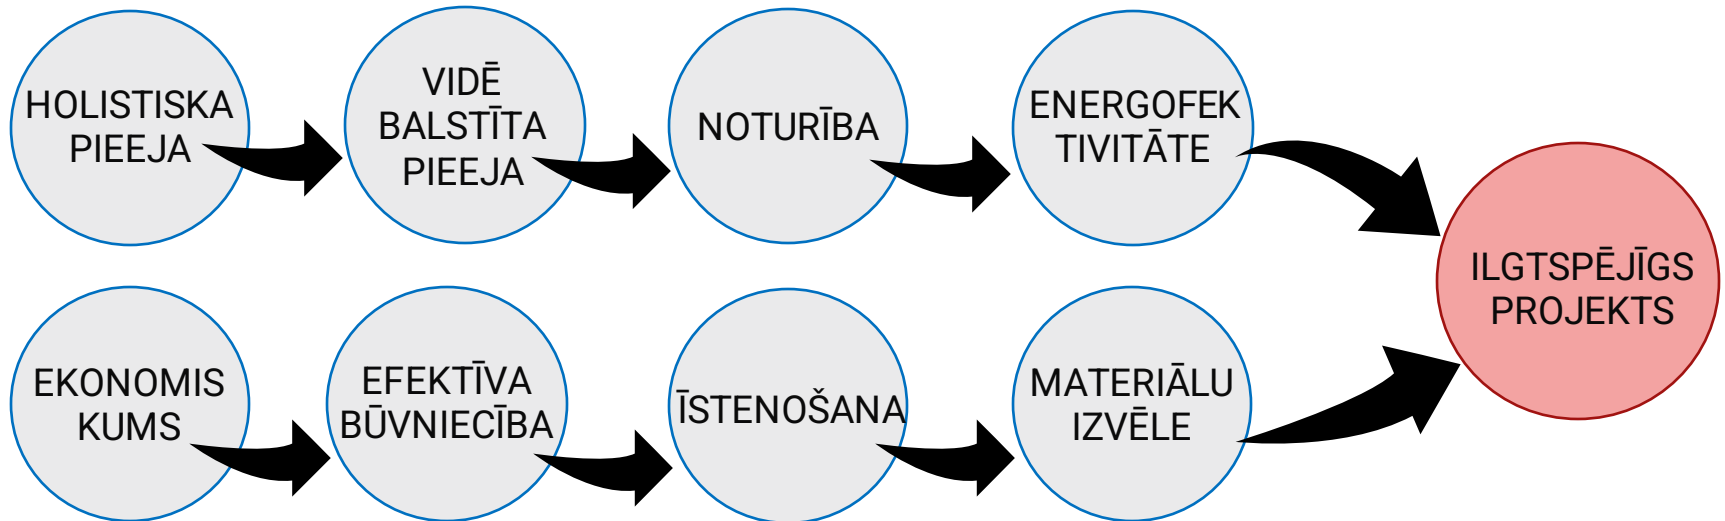 HOLISTISKA
PIEEJA
VIDĒ
BALSTĪTA
PIEEJA
NOTURĪBA
ENERGOFEK
TIVITĀTE
EKONOMIS
KUMS
EFEKTĪVA
BŪVNIECĪBA
ĪSTENOŠANA
MATERIĀLU
IZVĒLE
ILGTSPĒJĪGS
PROJEKTS